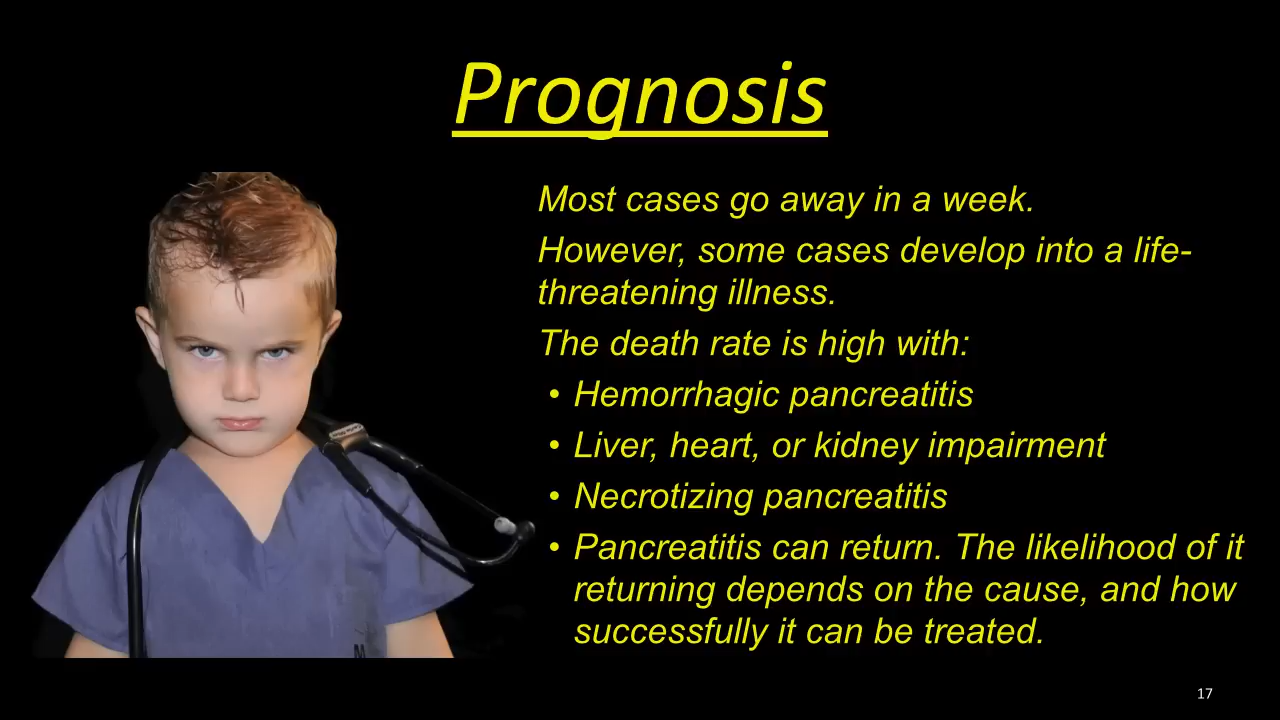 Prognosis
Most cases go away in a week.
However, some cases develop into a life-
threatening illness.
The death rate is high with:
• Hemorrhagic pancreatitis
• Liver, heart, or kidney impairment
• Necrotizing pancreatitis
• Pancreatitis can return. The likelihood of it
returning depends on the cause, and how
successfully it can be treated.
M
17